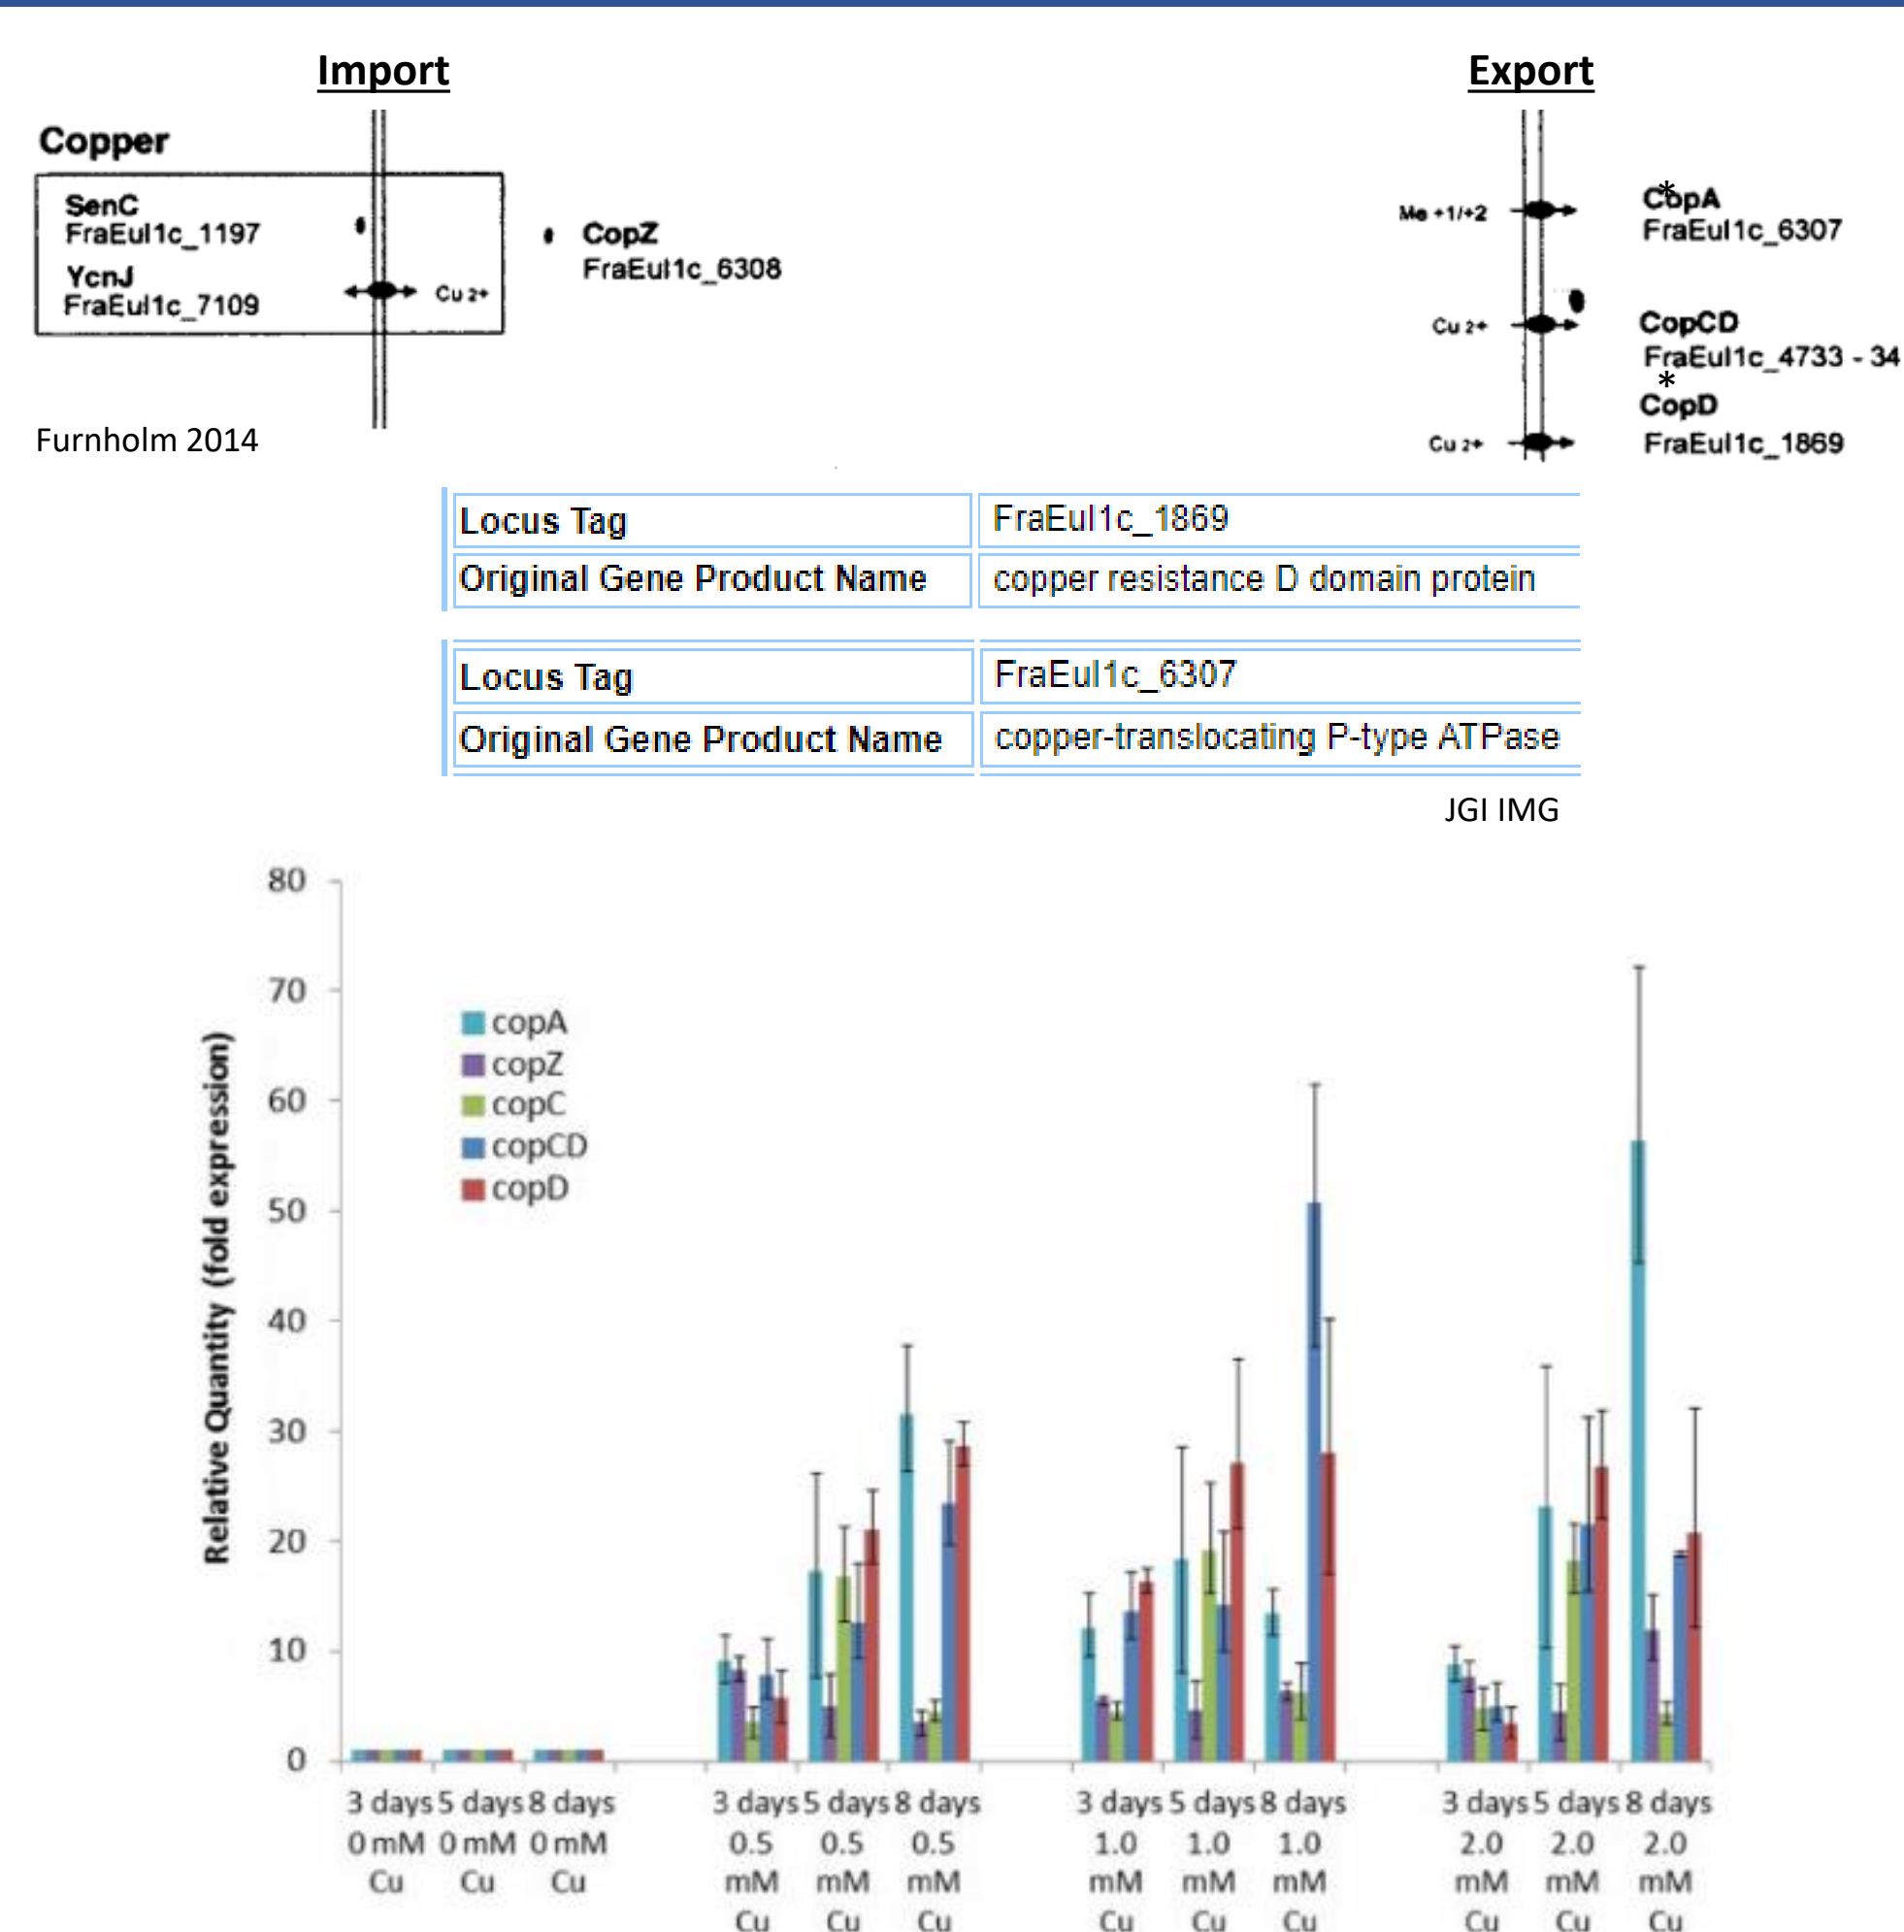 Import
Export
Copper
SenC
FraEul1c_1197
YcnJ
FraEul1c_7109
Cu 2+
CopZ
FraEul1c_6308
Furnholm 2014
Me +1/+2
*
CopA
FraEul1c_6307
Cu 2+
CopCD
FraEul1c_4733 - 34
*
CopD
Cu 2+
FraEul1c_1869
Locus Tag FraEul1c_1869
Original Gene Product Name copper resistance D domain protein
Locus Tag FraEul1c_6307
Original Gene Product Name copper-translocating P-type ATPase
JGI IMG
Relative Quantity (fold expression)
80
70
60
50
40
30
20
10
0
copA
copZ
copC
copCD
copD
3 days 5 days 8 days 3 days 5 days 8 days 3 days 5 days 8 days 3 days 5 days 8 days
0 mM 0 mM 0 mM 0.5 0.5 0.5 1.0 1.0 1.0 2.0 2.0 2.0
Cu Cu Cu mM mM mM mM mM mM mM mM mM
Cu Cu Cu Cu Cu Cu Cu Cu Cu